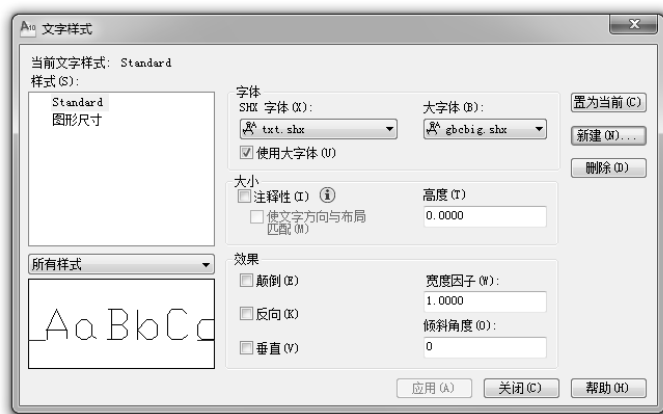 文字样式
当前文字样式: Standard
样式(S):
Standard
图形尺寸
所有样式
AaBbCc
字体
SHX 字体(X):
txt.shx
使用大字体(U)
大字体(B):
gbcbig.shx
大小
注释性(I)
使文字方向与布局
匹配(M)
高度(T)
0.0000
效果
颠倒(E)
反向(K)
垂直(V)
宽度因子(W):
1.0000
倾斜角度(O):
0
置为当前(C)
新建(N)...
删除(D)
应用(A)
关闭(C)
帮助(H)